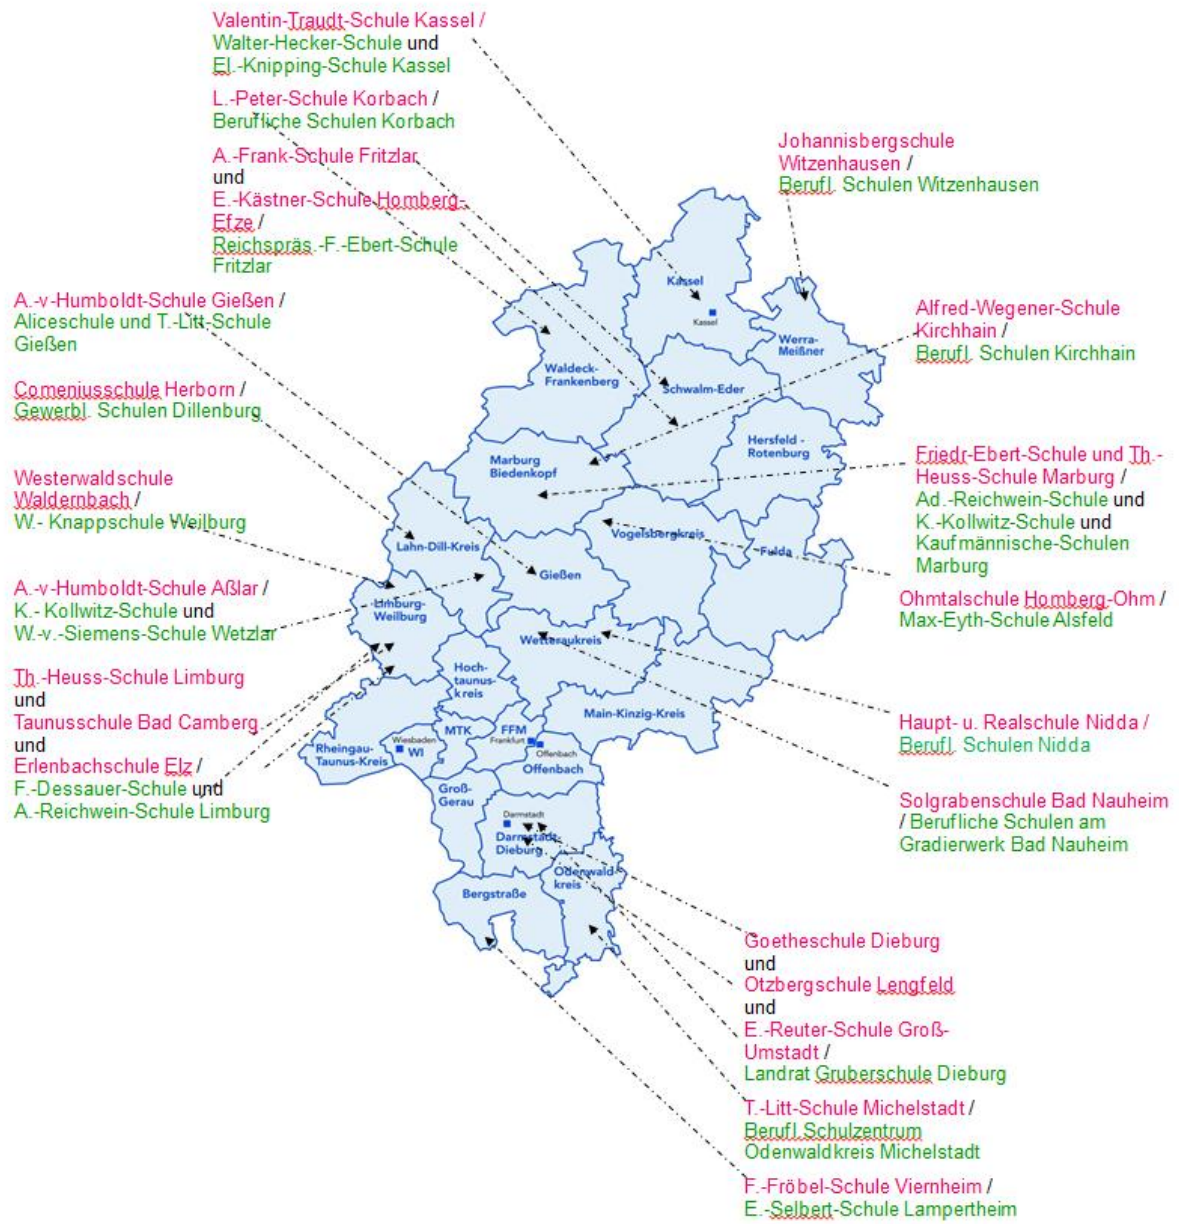 Valentin-Traudt-Schule Kassel /
Walter-Hecker-Schule und
El.-Knipping-Schule Kassel
L.-Peter-Schule Korbach /
Berufliche Schulen Korbach
A.-Frank-Schule Fritzlar
und
E.-Kästner-Schule Homberg-
Efze /
Reichspräs.-F.-Ebert-Schule
Fritzlar
A.-v-Humboldt-Schule Gießen /
Aliceschule und T.-Litt-Schule
Gießen
Comeniusschule Herborn /
Gewerbl. Schulen Dillenburg
Westerwaldschule
Waldernbach /
W.- Knappschule Weilburg
A.-v-Humboldt-Schule Aßlar /
K.- Kollwitz-Schule und
W.-v.-Siemens-Schule Wetzlar
Th.-Heuss-Schule Limburg
und
Taunusschule Bad Camberg
und
Erlenbachschule Elz /
F.-Dessauer-Schule und
A.-Reichwein-Schule Limburg
Johannisbergschule
Witzenhausen /
Berufl. Schulen Witzenhausen
Alfred-Wegener-Schule
Kirchhain /
Berufl. Schulen Kirchhain
Friedr-Ebert-Schule und Th.-
Heuss-Schule Marburg /
Ad.-Reichwein-Schule und
K.-Kollwitz-Schule und
Kaufmännische-Schulen
Marburg
Ohmtalschule Homberg-Ohm /
Max-Eyth-Schule Alsfeld
Haupt- u. Realschule Nidda /
Berufl. Schulen Nidda
Solgrabenschule Bad Nauheim
/ Berufliche Schulen am
Gradierwerk Bad Nauheim
Goetheschule Dieburg
und
Otzbergschule Lengfeld
und
E.-Reuter-Schule Groß-
Umstadt /
Landrat Gruberschule Dieburg
T.-Litt-Schule Michelstadt /
Berufl.Schulzentrum
Odenwaldkreis Michelstadt
F.-Fröbel-Schule Viernheim /
E.-Selbert-Schule Lampertheim
Kassel
Kassel
Werra-
Meißner
Waldeck-
Frankenberg
Schwalm-Eder
Hersfeld -
Rotenburg
Marburg
Biedenkopf
Lahn-Dill-Kreis
Vogelsbergkreis
Fulda
Gießen
Limburg-
Weilburg
Wetteraukreis
Hoch-
taunus-
kreis
Main-Kinzig-Kreis
MTK
FFM
Frankfurt
Offenbach
Offenbach
Wiesbaden
WI
Rheingau-
Taunus-Kreis
Groß-
Gerau
Darmstadt
Darmstadt-
Dieburg
Odenwald-
kreis
Bergstraße